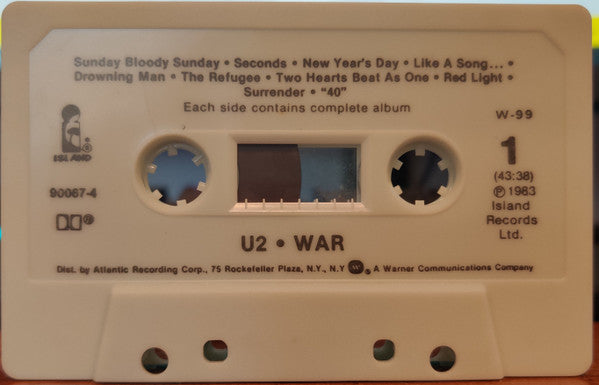 Sunday Bloody Sunday • Seconds • New Year's Day • Like A Song... •
Drowning Man • The Refugee • Two Hearts Beat As One • Red Light •
Surrender • "40"
Each side contains complete album
W-99
ISLAND
®
1
90067-4
(43:38)
℗ 1983
Island
Records
Ltd.
DD®
U2 • WAR
Dist. by Atlantic Recording Corp., 75 Rockefeller Plaza, N.Y., N.Y. W ® A Warner Communications Company